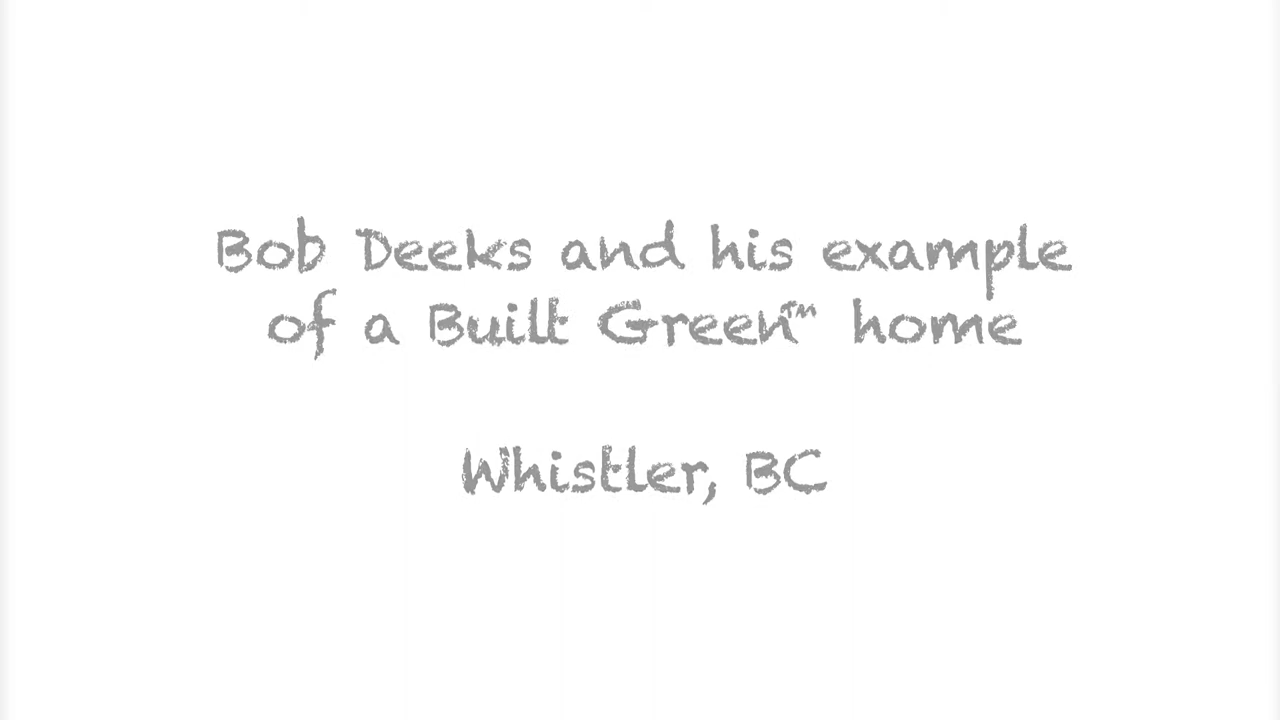 Bob Deeks and his example
of a Built Green™ home
Whistler, BC